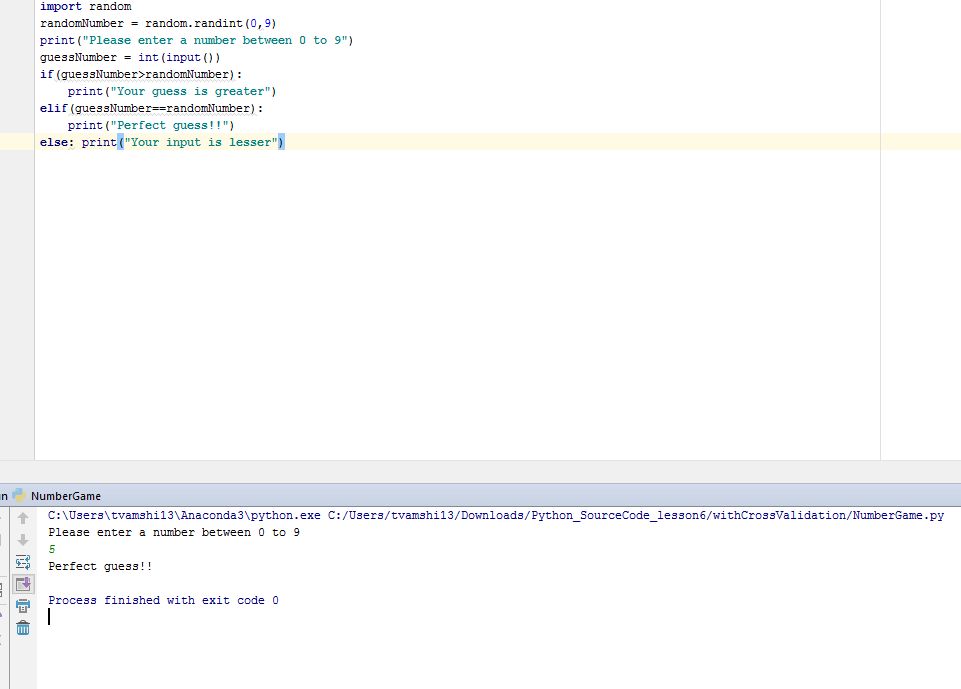 import random
randomNumber = random.randint(0,9)
print("Please enter a number between 0 to 9")
guessNumber = int(input())
if(guessNumber>randomNumber):
    print("Your guess is greater")
elif(guessNumber==randomNumber):
    print("Perfect guess!!")
else: print("Your input is lesser")
n NumberGame
C:\Users\tvamshi13\Anaconda3\python.exe C:/Users/tvamshi13/Downloads/Python_SourceCode_lesson6/withCrossValidation/NumberGame.py
Please enter a number between 0 to 9
5
Perfect guess!!
Process finished with exit code 0